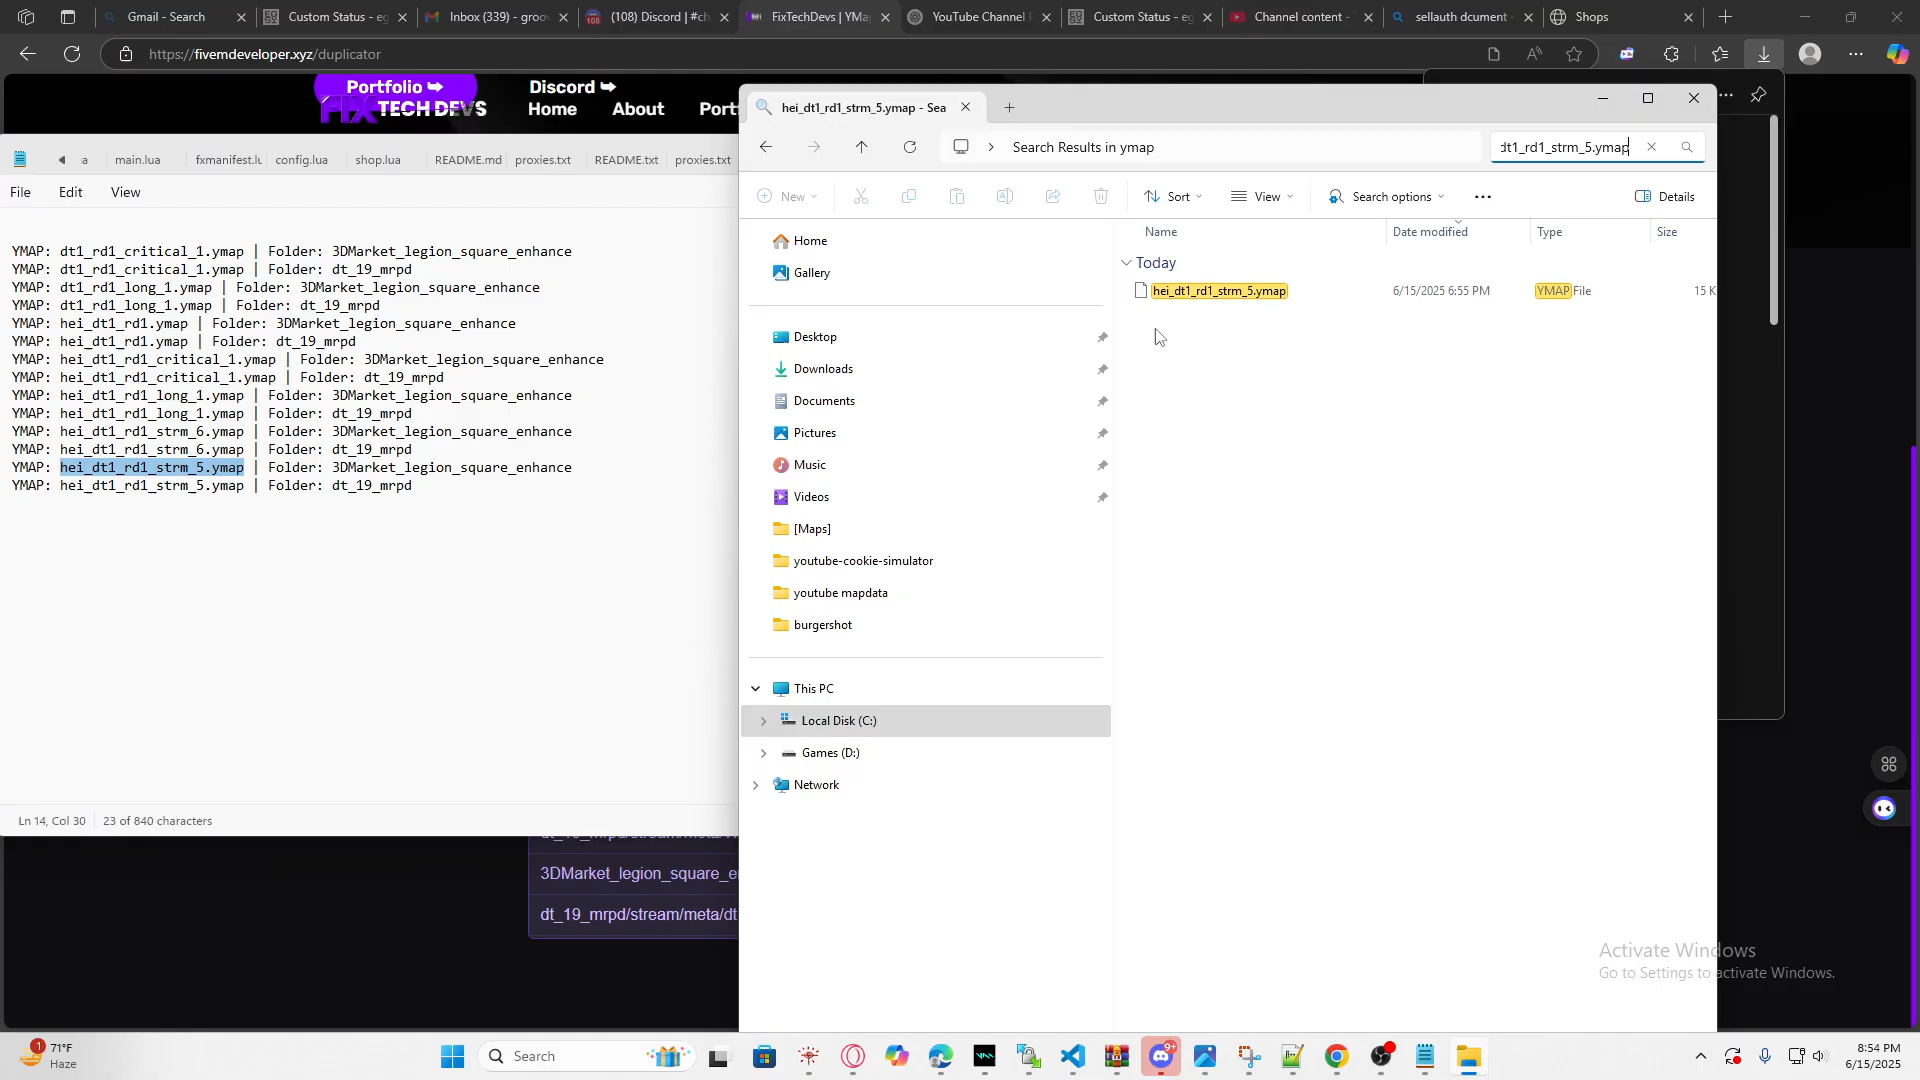 Gmail - Search
Custom Status - eg
Inbox (339) - groo
(108) Discord | #ch
FixTechDevs | YMa
YouTube Channel
Custom Status - eg
Channel content -
sellauth dcument
Shops
https://fivemdeveloper.xyz/duplicator
Portfolio
Discord
FIX TECH DEVS
Home
About
Port
main.lua
fxmanifest.lu
config.lua
shop.lua
README.md
proxies.txt
README.txt
proxies.txt
File
Edit
View
YMAP: dt1_rd1_critical_1.ymap | Folder: 3DMarket_legion_square_enhance
YMAP: dt1_rd1_critical_1.ymap | Folder: dt_19_mrpd
YMAP: dt1_rd1_long_1.ymap | Folder: 3DMarket_legion_square_enhance
YMAP: dt1_rd1_long_1.ymap | Folder: dt_19_mrpd
YMAP: hei_dt1_rd1.ymap | Folder: 3DMarket_legion_square_enhance
YMAP: hei_dt1_rd1.ymap | Folder: dt_19_mrpd
YMAP: hei_dt1_rd1_critical_1.ymap | Folder: 3DMarket_legion_square_enhance
YMAP: hei_dt1_rd1_critical_1.ymap | Folder: dt_19_mrpd
YMAP: hei_dt1_rd1_long_1.ymap | Folder: 3DMarket_legion_square_enhance
YMAP: hei_dt1_rd1_long_1.ymap | Folder: dt_19_mrpd
YMAP: hei_dt1_rd1_strm_6.ymap | Folder: 3DMarket_legion_square_enhance
YMAP: hei_dt1_rd1_strm_6.ymap | Folder: dt_19_mrpd
YMAP: hei_dt1_rd1_strm_5.ymap | Folder: 3DMarket_legion_square_enhance
YMAP: hei_dt1_rd1_strm_5.ymap | Folder: dt_19_mrpd
Ln 14, Col 30
23 of 840 characters
3DMarket_legion_square_e
dt_19_mrpd/stream/meta/dt
hei_dt1_rd1_strm_5.ymap - Sea
Search Results in ymap
dt1_rd1_strm_5.ymap
New
Sort
View
Search options
Details
Home
Gallery
Desktop
Downloads
Documents
Pictures
Music
Videos
[Maps]
youtube-cookie-simulator
youtube mapdata
burgershot
This PC
Local Disk (C:)
Games (D:)
Network
Name
Date modified
Type
Size
Today
hei_dt1_rd1_strm_5.ymap
6/15/2025 6:55 PM
YMAP File
15 K
Activate Windows
Go to Settings to activate Windows.
1
71°F
Haze
Search
9+
8:54 PM
6/15/2025